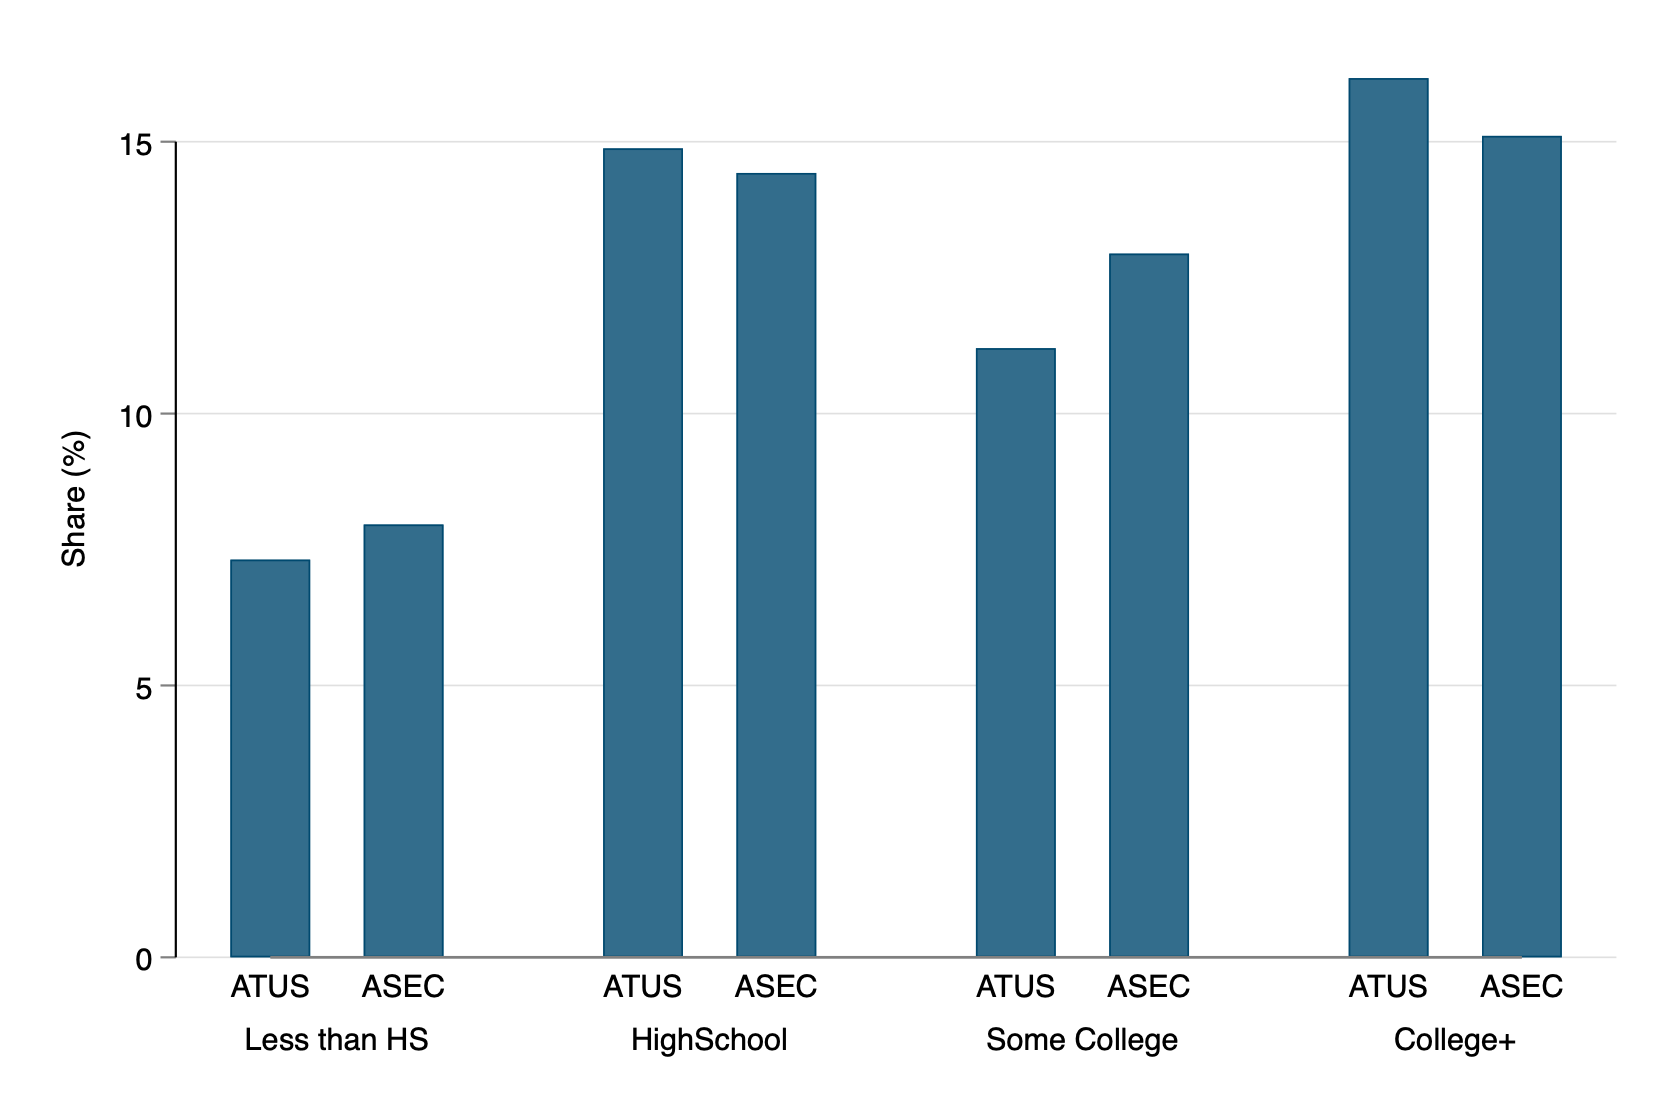 Share (%)
15
10
5
0
ATUS ASEC ATUS ASEC ATUS ASEC ATUS ASEC
Less than HS HighSchool Some College College+